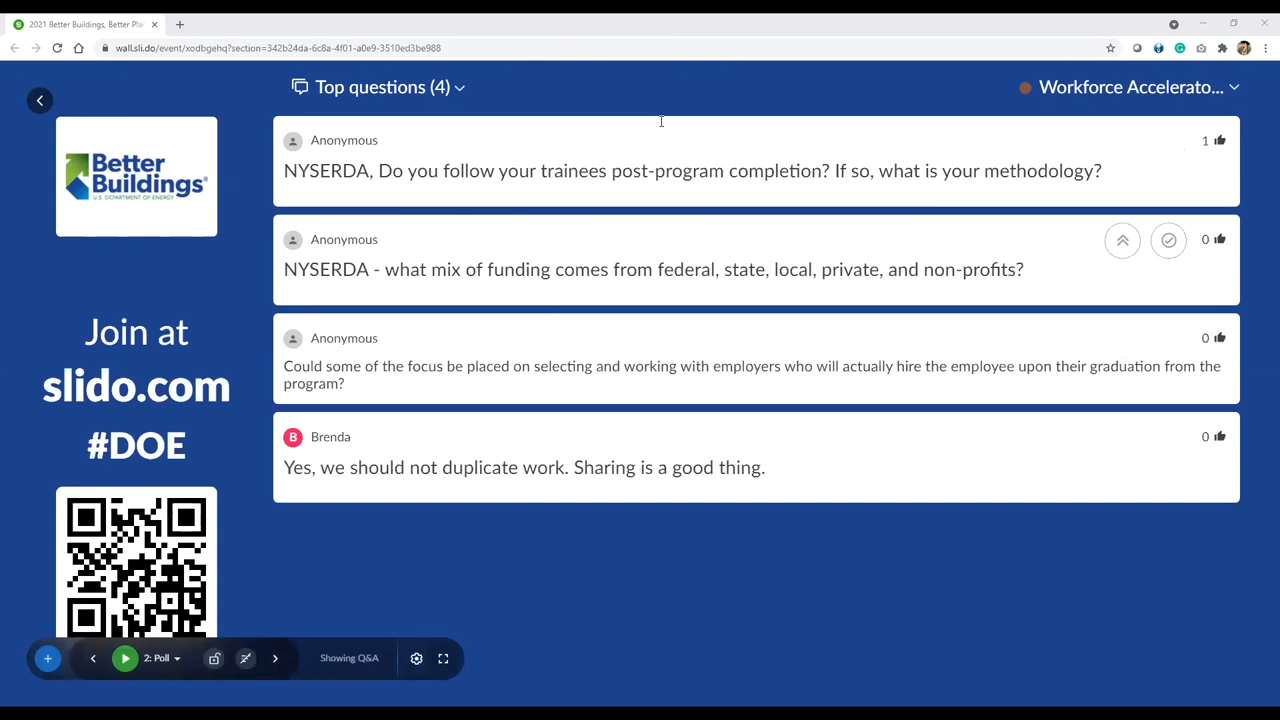 2021 Better Buildings, Better Pla
wall.sli.do/event/xodbgehq?section=342b24da-6c8a-4f01-a0e9-3510ed3be988
Top questions (4)
Workforce Accelerato...
Better
Buildings®
U.S. DEPARTMENT OF ENERGY
Join at
slido.com
#DOE
Anonymous
1
NYSERDA, Do you follow your trainees post-program completion? If so, what is your methodology?
Anonymous
0
NYSERDA - what mix of funding comes from federal, state, local, private, and non-profits?
Anonymous
0
Could some of the focus be placed on selecting and working with employers who will actually hire the employee upon their graduation from the
program?
B
Brenda
0
Yes, we should not duplicate work. Sharing is a good thing.
2: Poll
Showing Q&A